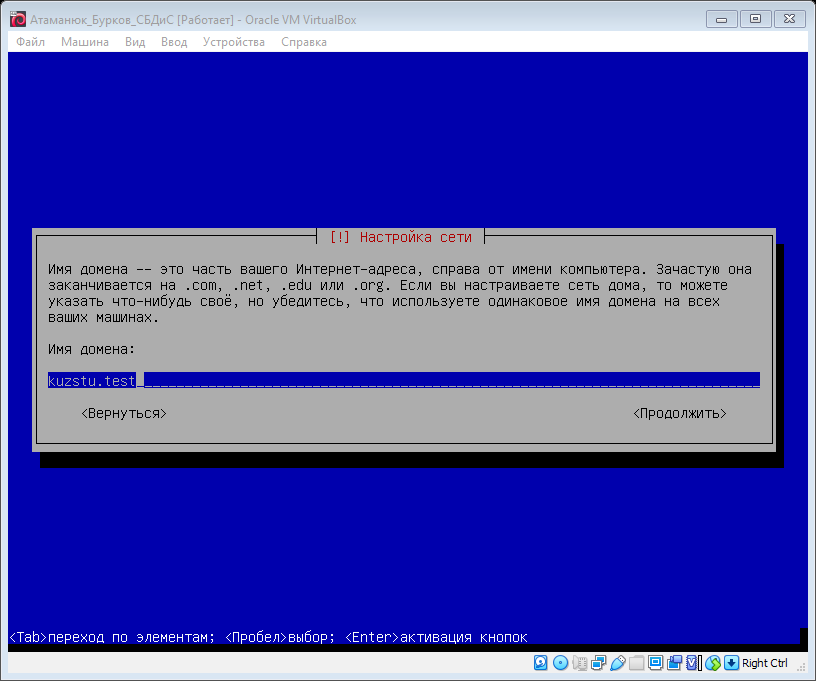 Атаманюк_Бурков_СБДиС [Работает] - Oracle VM VirtualBox
Файл Машина Вид Ввод Устройства Справка
[!] Настройка сети
Имя домена -- это часть вашего Интернет-адреса, справа от имени компьютера. Зачастую она
заканчивается на .com, .net, .edu или .org. Если вы настраиваете сеть дома, то можете
указать что-нибудь своё, но убедитесь, что используете одинаковое имя домена на всех
ваших машинах.
Имя домена:
kuzstu.test
<Вернуться> <Продолжить>
<Tab>переход по элементам; <Пробел>выбор; <Enter>активация кнопок
Right Ctrl